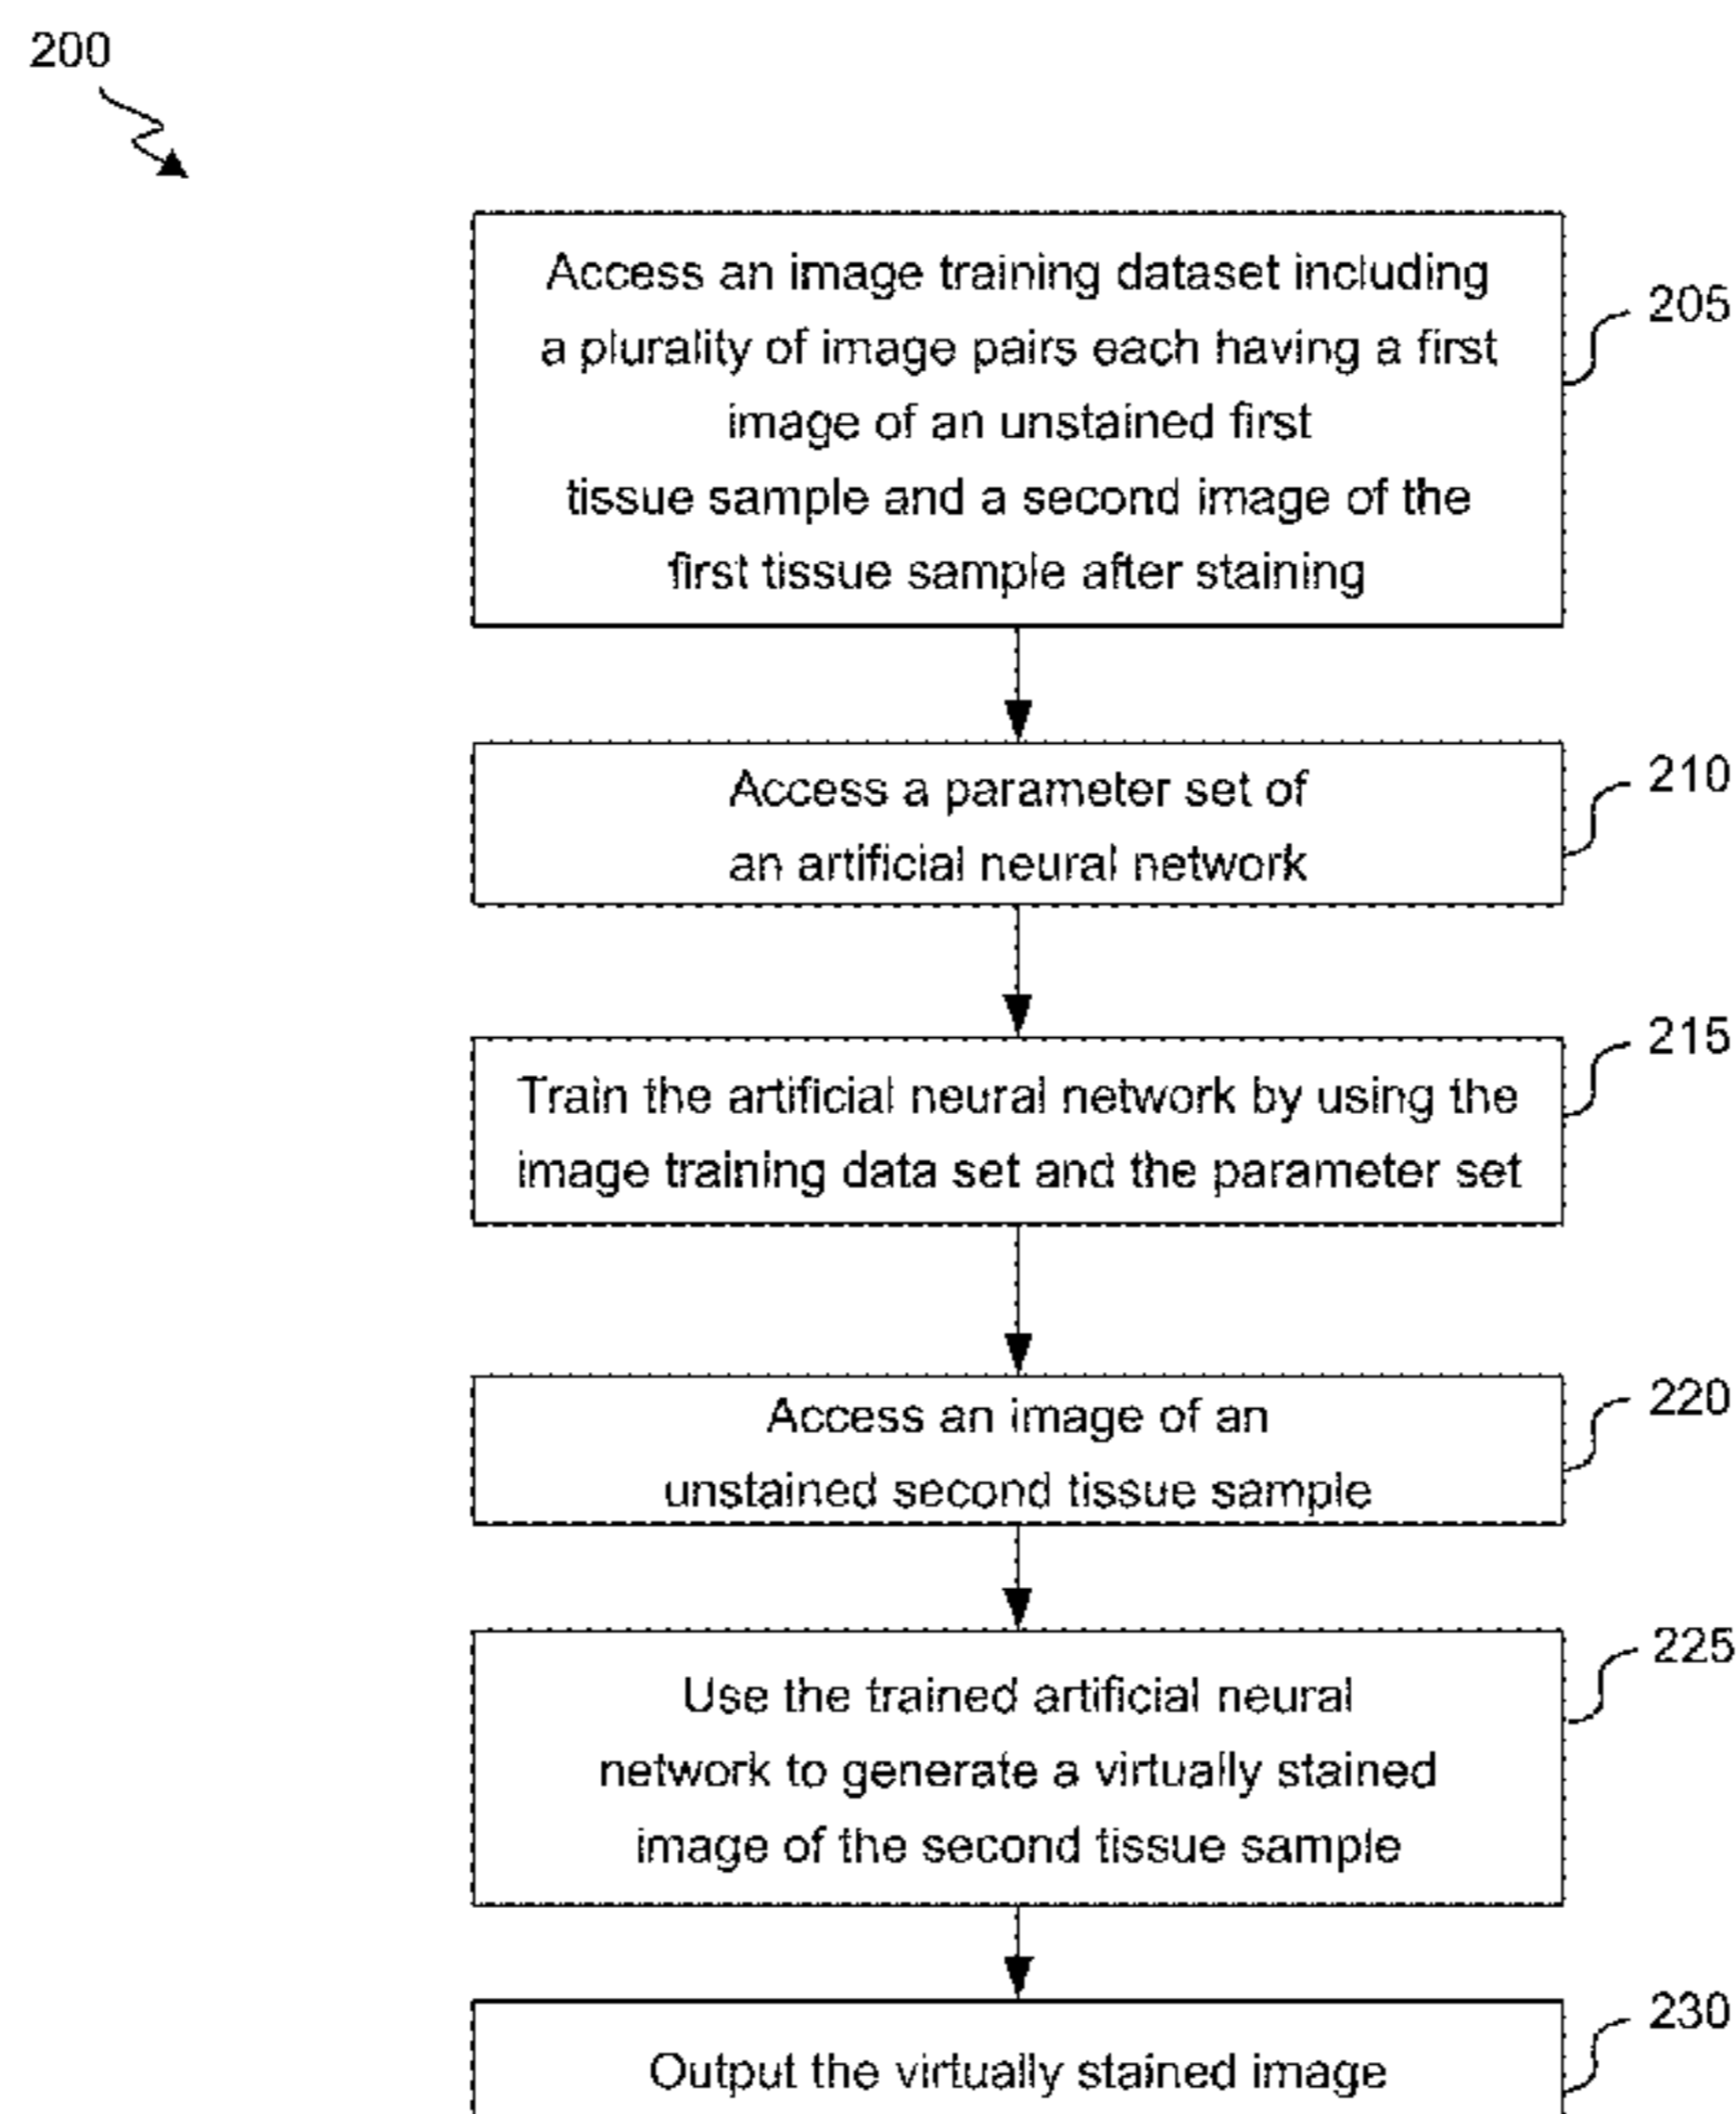 200
Access an image training dataset including
a plurality of image pairs each having a first
image of an unstained first
tissue sample and a second image of the
first tissue sample after staining
205
Access a parameter set of
an artificial neural network
210
Train the artificial neural network by using the
image training data set and the parameter set
215
Access an image of an
unstained second tissue sample
220
Use the trained artificial neural
network to generate a virtually stained
image of the second tissue sample
225
Output the virtually stained image
230